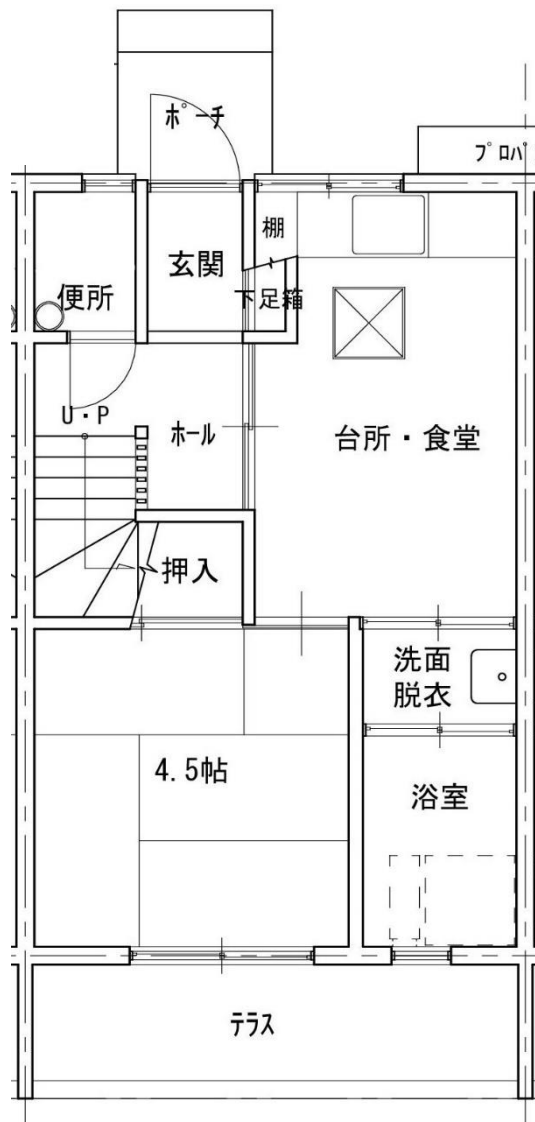 ポーチ
プロパ
棚
玄関
下足箱
便所
U・P
ホール
台所・食堂
押入
洗面
脱衣
4.5帖
浴室
テラス